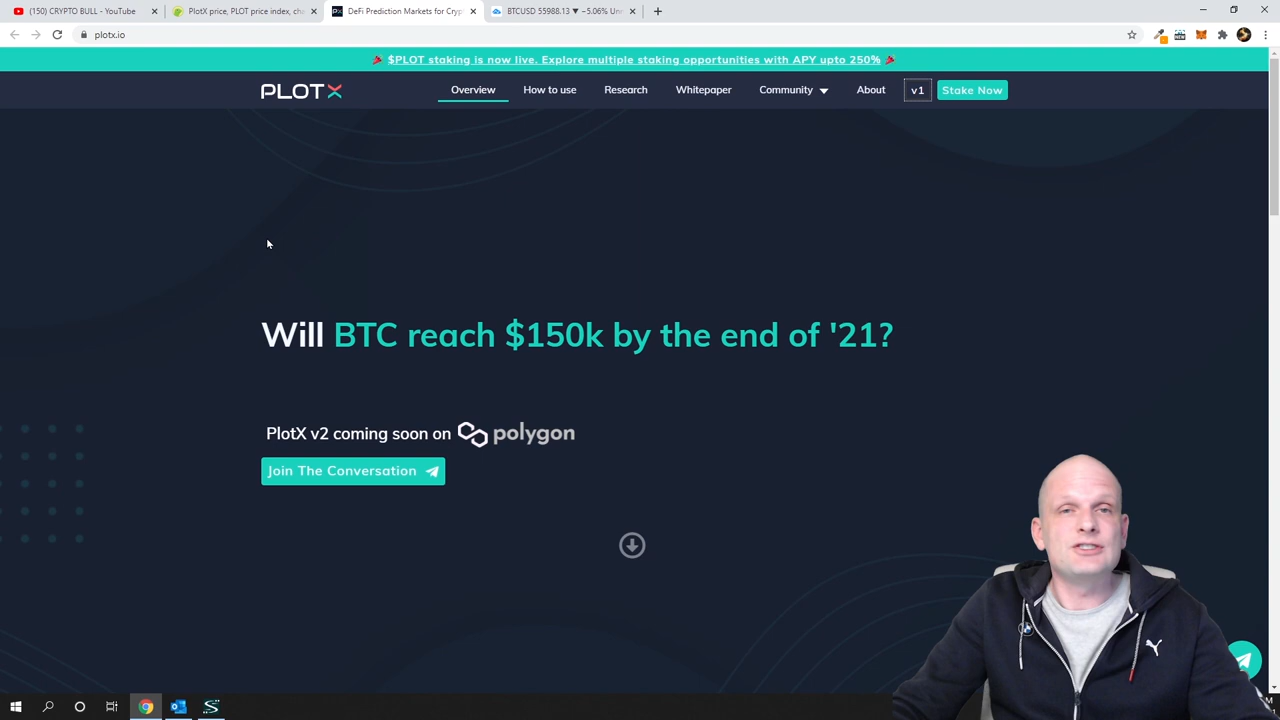 (150) CRYPTO BULL - YouTube
PlotX price, PLOT price index, cha
DeFi Prediction Markets for Cryp
BTCUSD 55988.13 ▼ −5.06% Unn
plotx.io
$PLOT staking is now live. Explore multiple staking opportunities with APY upto 250%
PLOTX
Overview
How to use
Research
Whitepaper
Community
About
v1
Stake Now
Will BTC reach $150k by the end of '21?
PlotX v2 coming soon on polygon
Join The Conversation